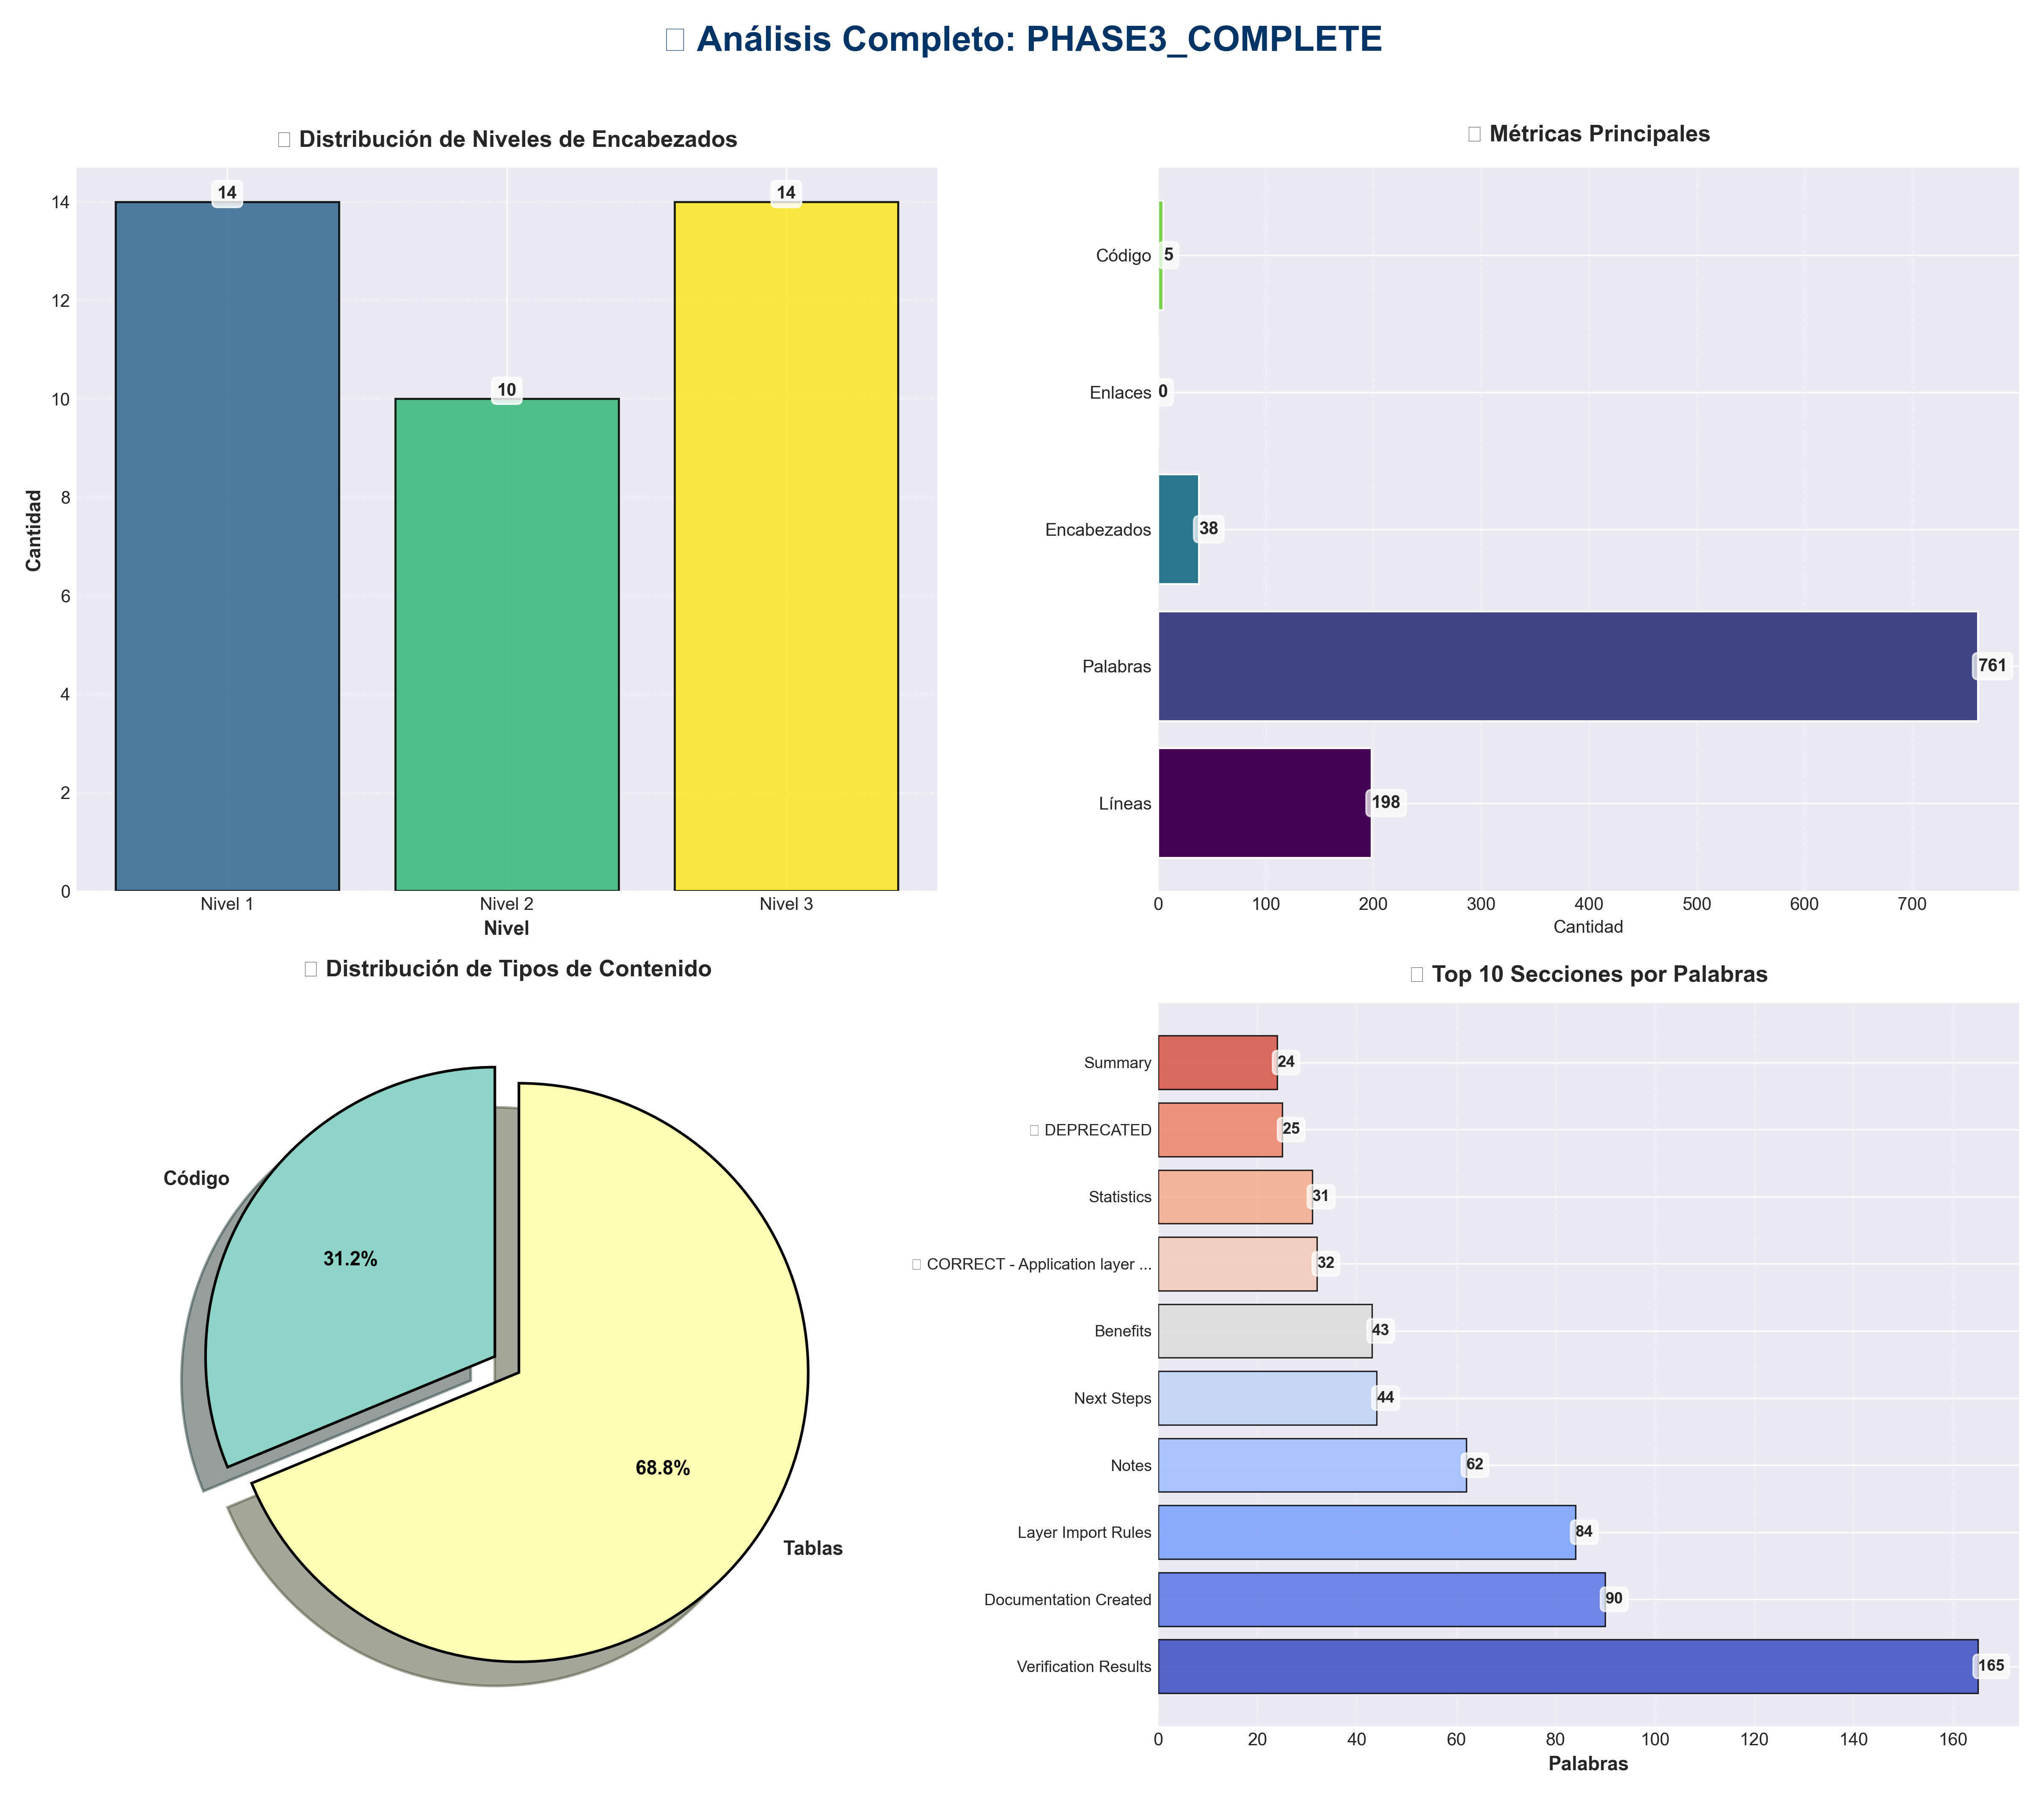 Análisis Completo: PHASE3_COMPLETE
Distribución de Niveles de Encabezados
14
10
14
14
12
10
8
6
4
2
0
Cantidad
Nivel 1
Nivel 2
Nivel 3
Nivel
Métricas Principales
Código
5
Enlaces
0
Encabezados
38
Palabras
761
Líneas
198
0
100
200
300
400
500
600
700
Cantidad
Distribución de Tipos de Contenido
Código
31.2%
68.8%
Tablas
Top 10 Secciones por Palabras
Summary
24
DEPRECATED
25
Statistics
31
CORRECT - Application layer ...
32
Benefits
43
Next Steps
44
Notes
62
Layer Import Rules
84
Documentation Created
90
Verification Results
165
0
20
40
60
80
100
120
140
160
Palabras